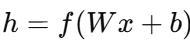 h = f(Wx + b)